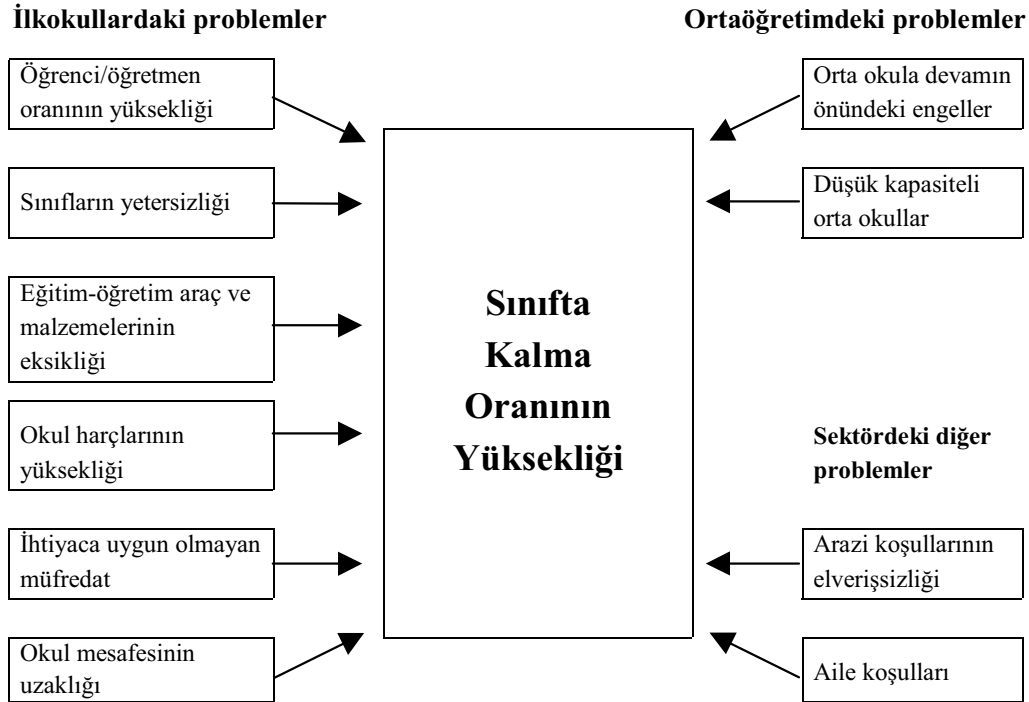 İlkokullardaki problemler
Öğrenci/öğretmen
oranının yüksekliği
Sınıfların yetersizliği
Eğitim-öğretim araç ve
malzemelerinin
eksikliği
Okul harçlarının
yüksekliği
İhtiyaca uygun olmayan
müfredat
Okul mesafesinin
uzaklığı
Sınıfta
Kalma
Oranının
Yüksekliği
Ortaöğretimdeki problemler
Orta okula devamın
önündeki engeller
Düşük kapasiteli
orta okullar
Sektördeki diğer
problemler
Arazi koşullarının
elverişsizliği
Aile koşulları